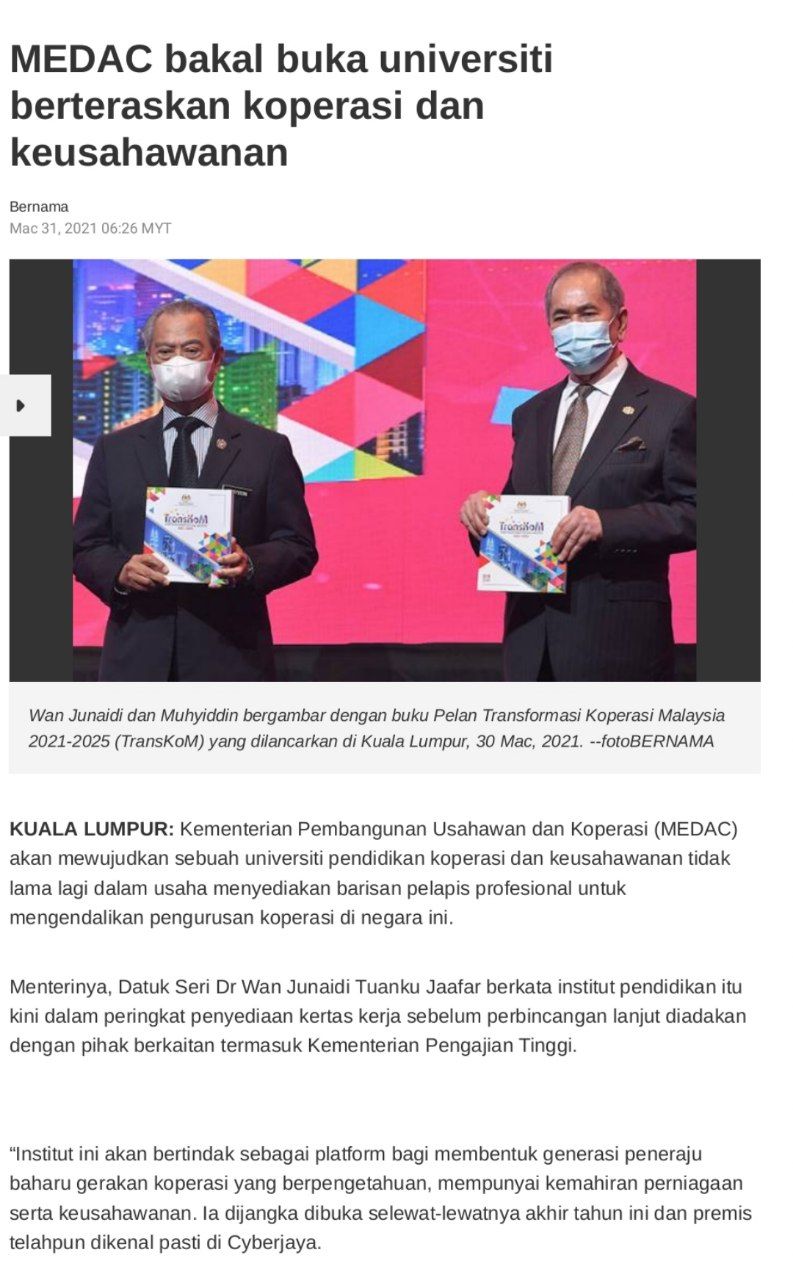 MEDAC bakal buka universiti
berteraskan koperasi dan
keusahawanan
Bernama
Mac 31, 2021 06:26 MYT
TransKoM
TransKoM
Wan Junaidi dan Muhyiddin bergambar dengan buku Pelan Transformasi Koperasi Malaysia
2021-2025 (TransKoM) yang dilancarkan di Kuala Lumpur, 30 Mac, 2021. --fotoBERNAMA
KUALA LUMPUR: Kementerian Pembangunan Usahawan dan Koperasi (MEDAC)
akan mewujudkan sebuah universiti pendidikan koperasi dan keusahawanan tidak
lama lagi dalam usaha menyediakan barisan pelapis profesional untuk
mengendalikan pengurusan koperasi di negara ini.
Menterinya, Datuk Seri Dr Wan Junaidi Tuanku Jaafar berkata institut pendidikan itu
kini dalam peringkat penyediaan kertas kerja sebelum perbincangan lanjut diadakan
dengan pihak berkaitan termasuk Kementerian Pengajian Tinggi.
“Institut ini akan bertindak sebagai platform bagi membentuk generasi peneraju
baharu gerakan koperasi yang berpengetahuan, mempunyai kemahiran perniagaan
serta keusahawanan. Ia dijangka dibuka selewat-lewatnya akhir tahun ini dan premis
telahpun dikenal pasti di Cyberjaya.